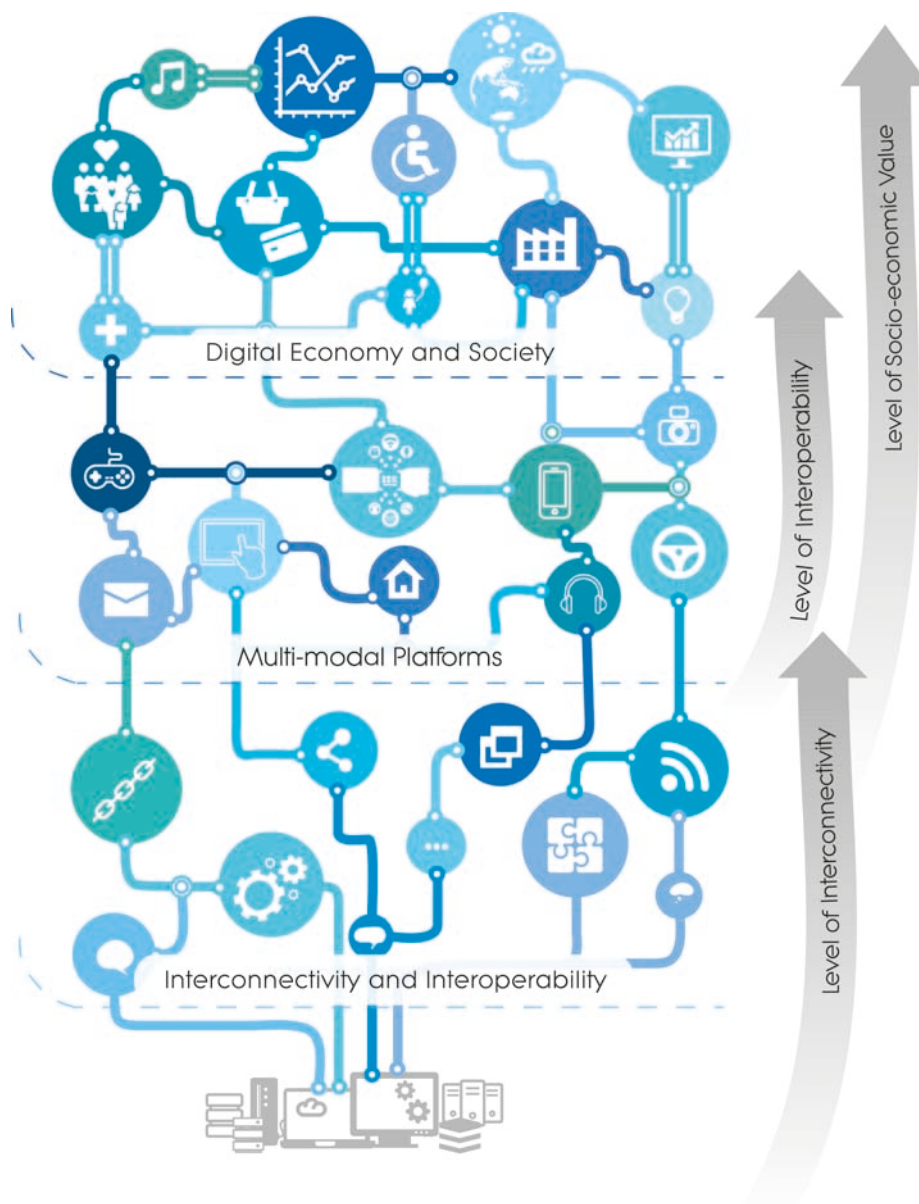 Digital Economy and Society
Multi-modal Platforms
Interconnectivity and Interoperability
Level of Interconnectivity
Level of Interoperability
Level of Socio-economic Value